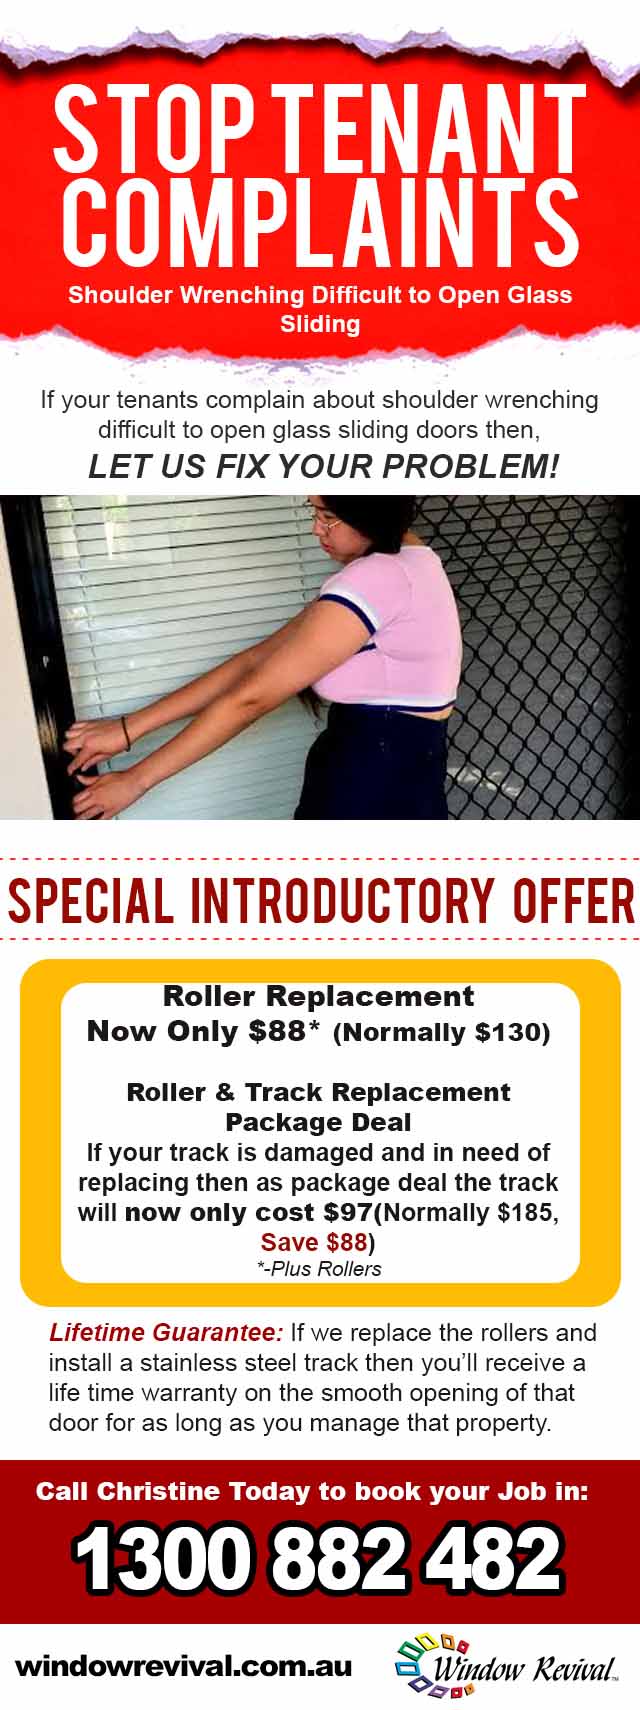 STOP TENANT
COMPLAINTS
Shoulder Wrenching Difficult to Open Glass
Sliding
If your tenants complain about shoulder wrenching
difficult to open glass sliding doors then,
LET US FIX YOUR PROBLEM!
SPECIAL INTRODUCTORY OFFER
Roller Replacement
Now Only $88* (Normally $130)
Roller & Track Replacement
Package Deal
If your track is damaged and in need of
replacing then as package deal the track
will now only cost $97(Normally $185,
Save $88)
*-Plus Rollers
Lifetime Guarantee: If we replace the rollers and
install a stainless steel track then you'll receive a
life time warranty on the smooth opening of that
door for as long as you manage that property.
Call Christine Today to book your Job in:
1300 882 482
windowrevival.com.au
Window Revival™